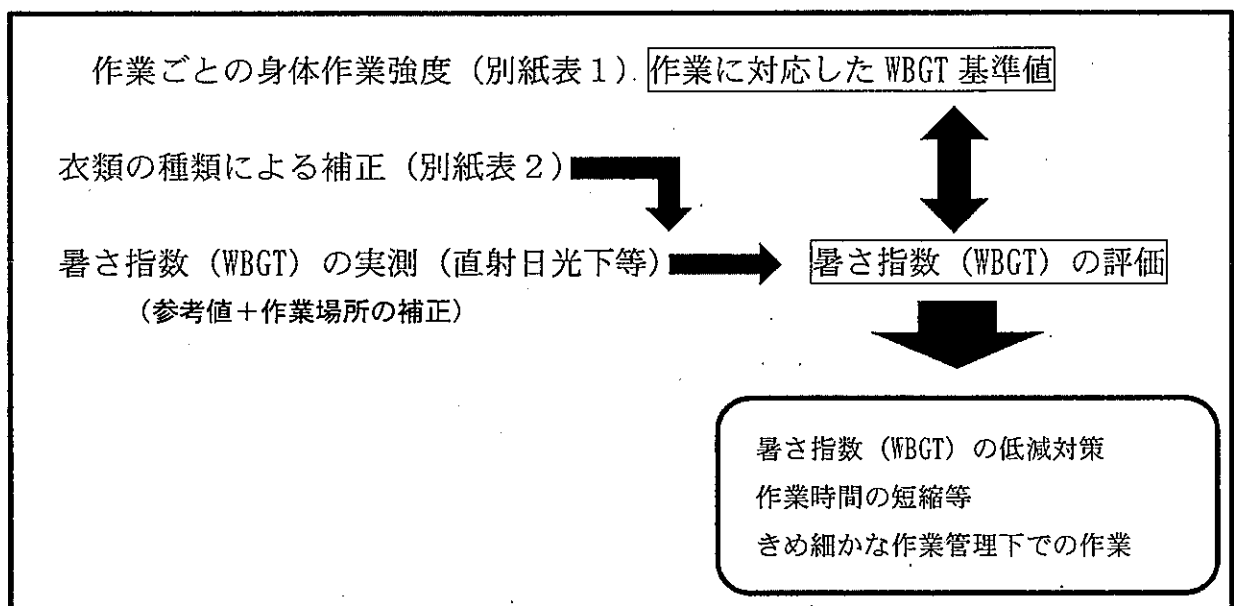 作業ごとの身体作業強度(別紙表1) 作業に対応した WBGT 基準値
衣類の種類による補正(別紙表2)
暑さ指数(WBGT)の実測(直射日光下等) 暑さ指数(WBGT)の評価
(参考値+作業場所の補正)
暑さ指数(WBGT)の低減対策
作業時間の短縮等
きめ細かな作業管理下での作業